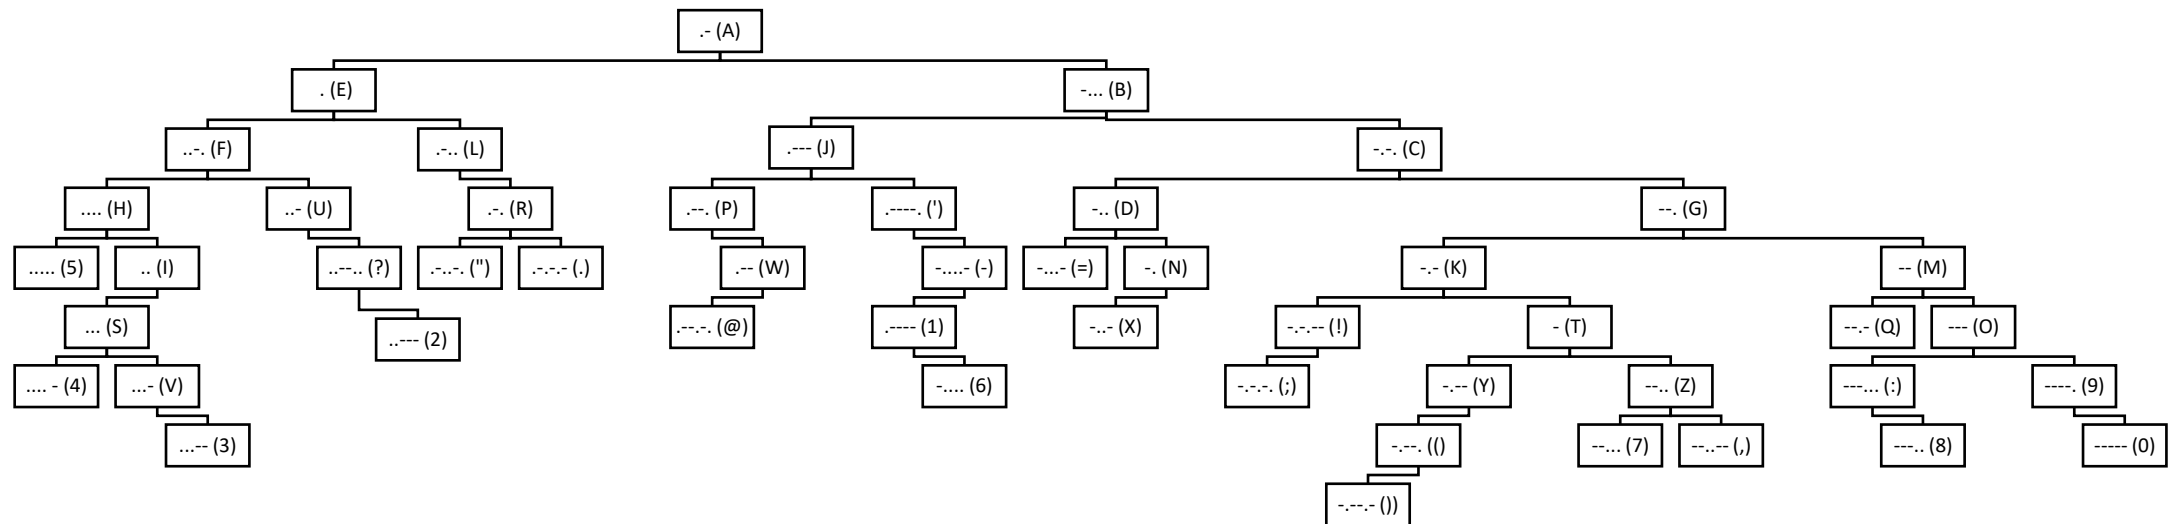 .- (A)
. (E)
-... (B)
..-. (F)
.-.. (L)
.--- (J)
-.-. (C)
.... (H)
..- (U)
.-. (R)
.--. (P)
.----. (')
-.. (D)
--. (G)
..... (5)
.. (I)
..--.. (?)
.-..-. (")
.-.-.- (.)
.-- (W)
-....- (-)
-...- (=)
-. (N)
-.- (K)
-- (M)
... (S)
..--- (2)
.--.-. (@)
.---- (1)
-..- (X)
-.-.-- (!)
- (T)
--.- (Q)
--- (O)
.... - (4)
...- (V)
-.... (6)
-.-.-. (;)
-.-- (Y)
--.. (Z)
---... (:)
----. (9)
...-- (3)
-.--. (()
--... (7)
--..-- (,)
---.. (8)
----- (0)
-.--.- ())